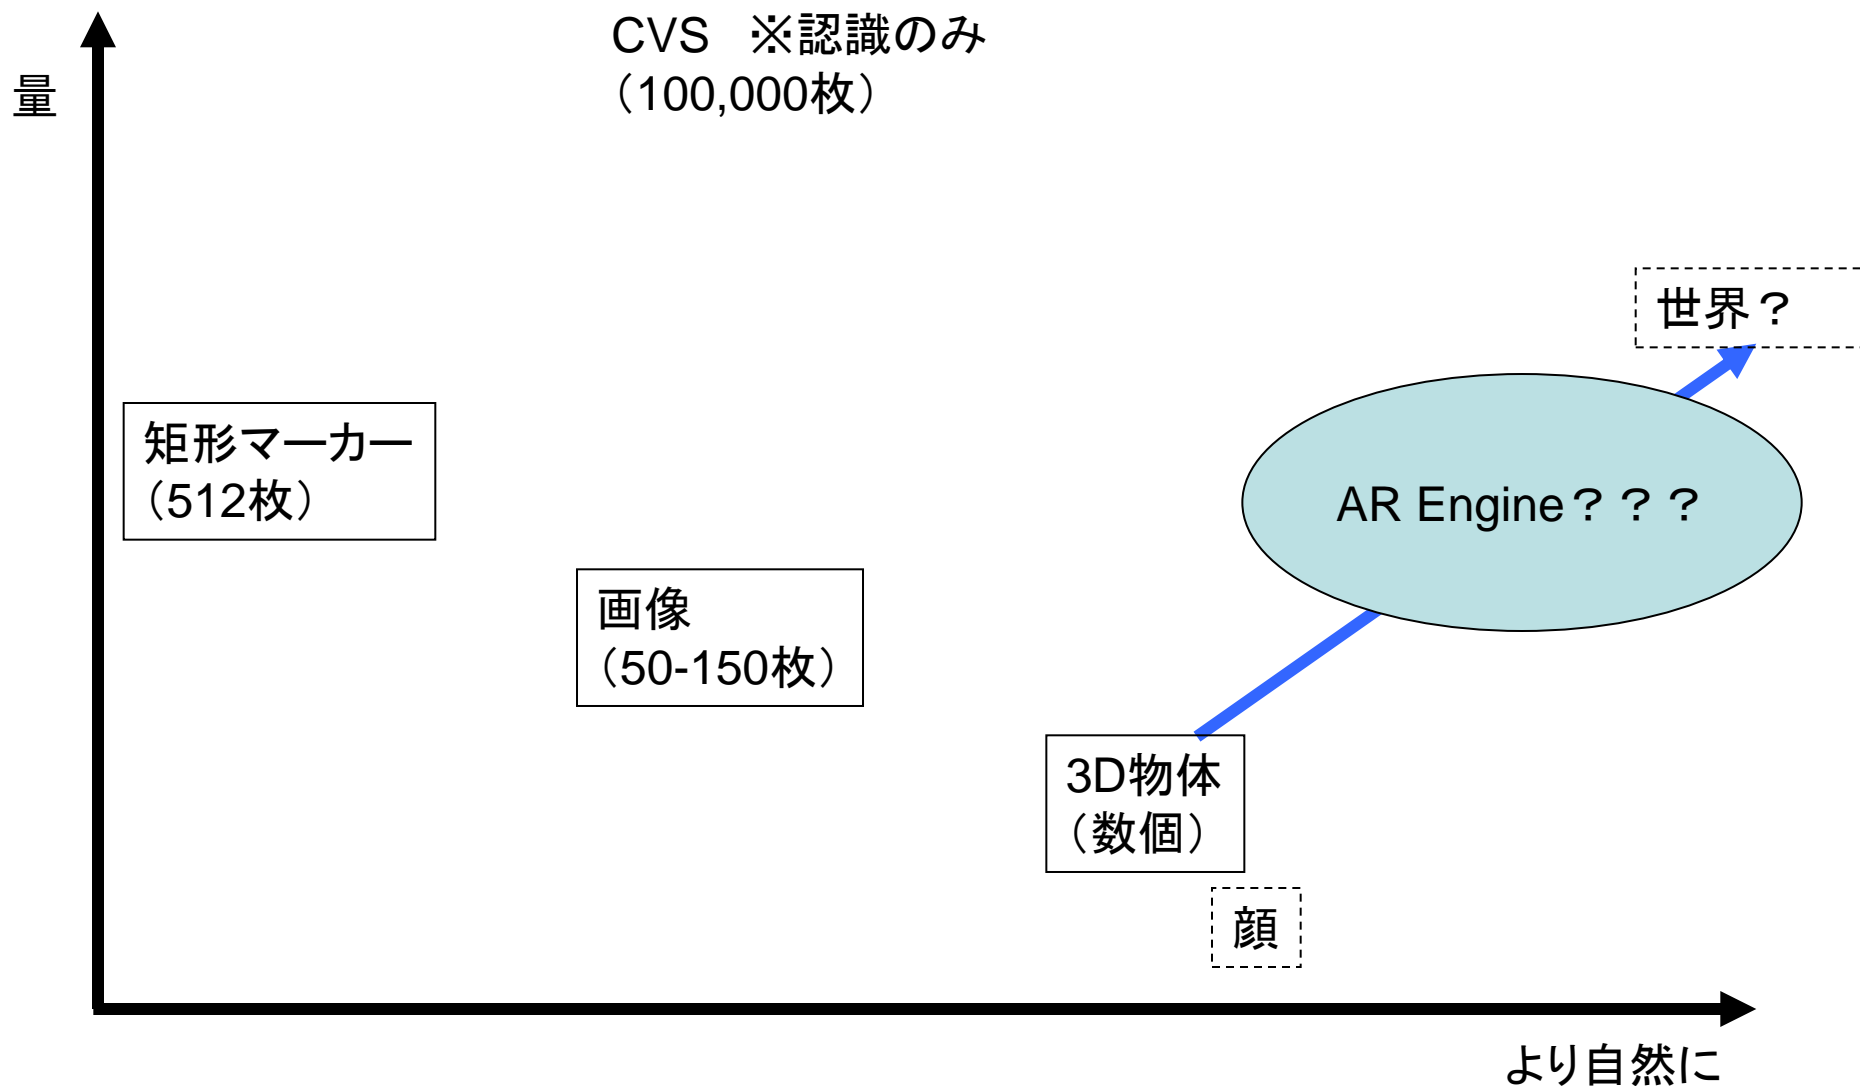 CVS　※認識のみ
（100,000枚）
量
世界？
矩形マーカー
（512枚）
AR Engine？？？
画像
（50-150枚）
3D物体
（数個）
顔
より自然に